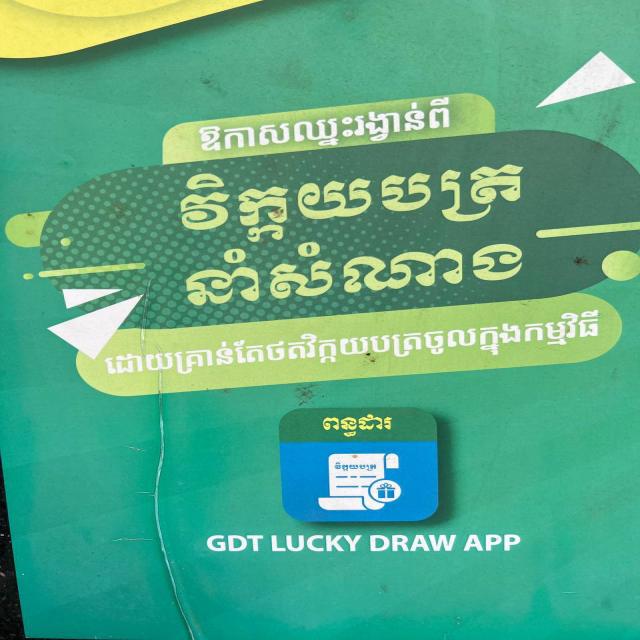 ឱកាសឈ្នះរង្វាន់ពី
វិក្កយបត្រ
នាំសំណាង
ដោយគ្រាន់តែថតវិក្កយបត្រចូលក្នុងកម្មវិធី
ពន្ធដារ
វិក្កយបត្រ
GDT LUCKY DRAW APP